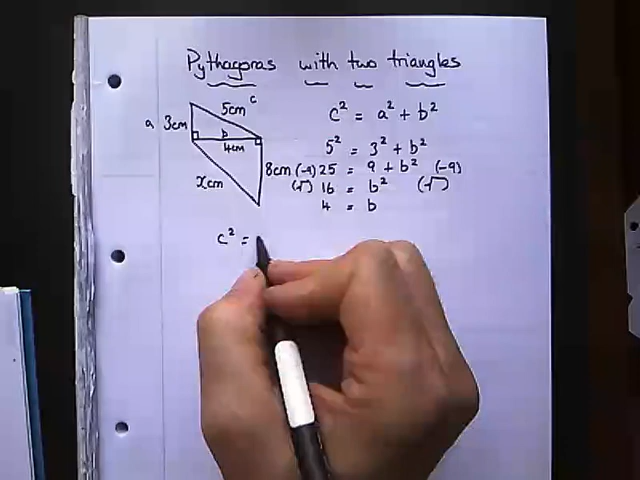 Pythagoras with two triangles
5cm c
a 3cm
b
4cm
8cm
xcm
c² = a² + b²
5² = 3² + b²
(-9) 25 = 9 + b² (-9)
(√) 16 = b² (√)
4 = b
c² =